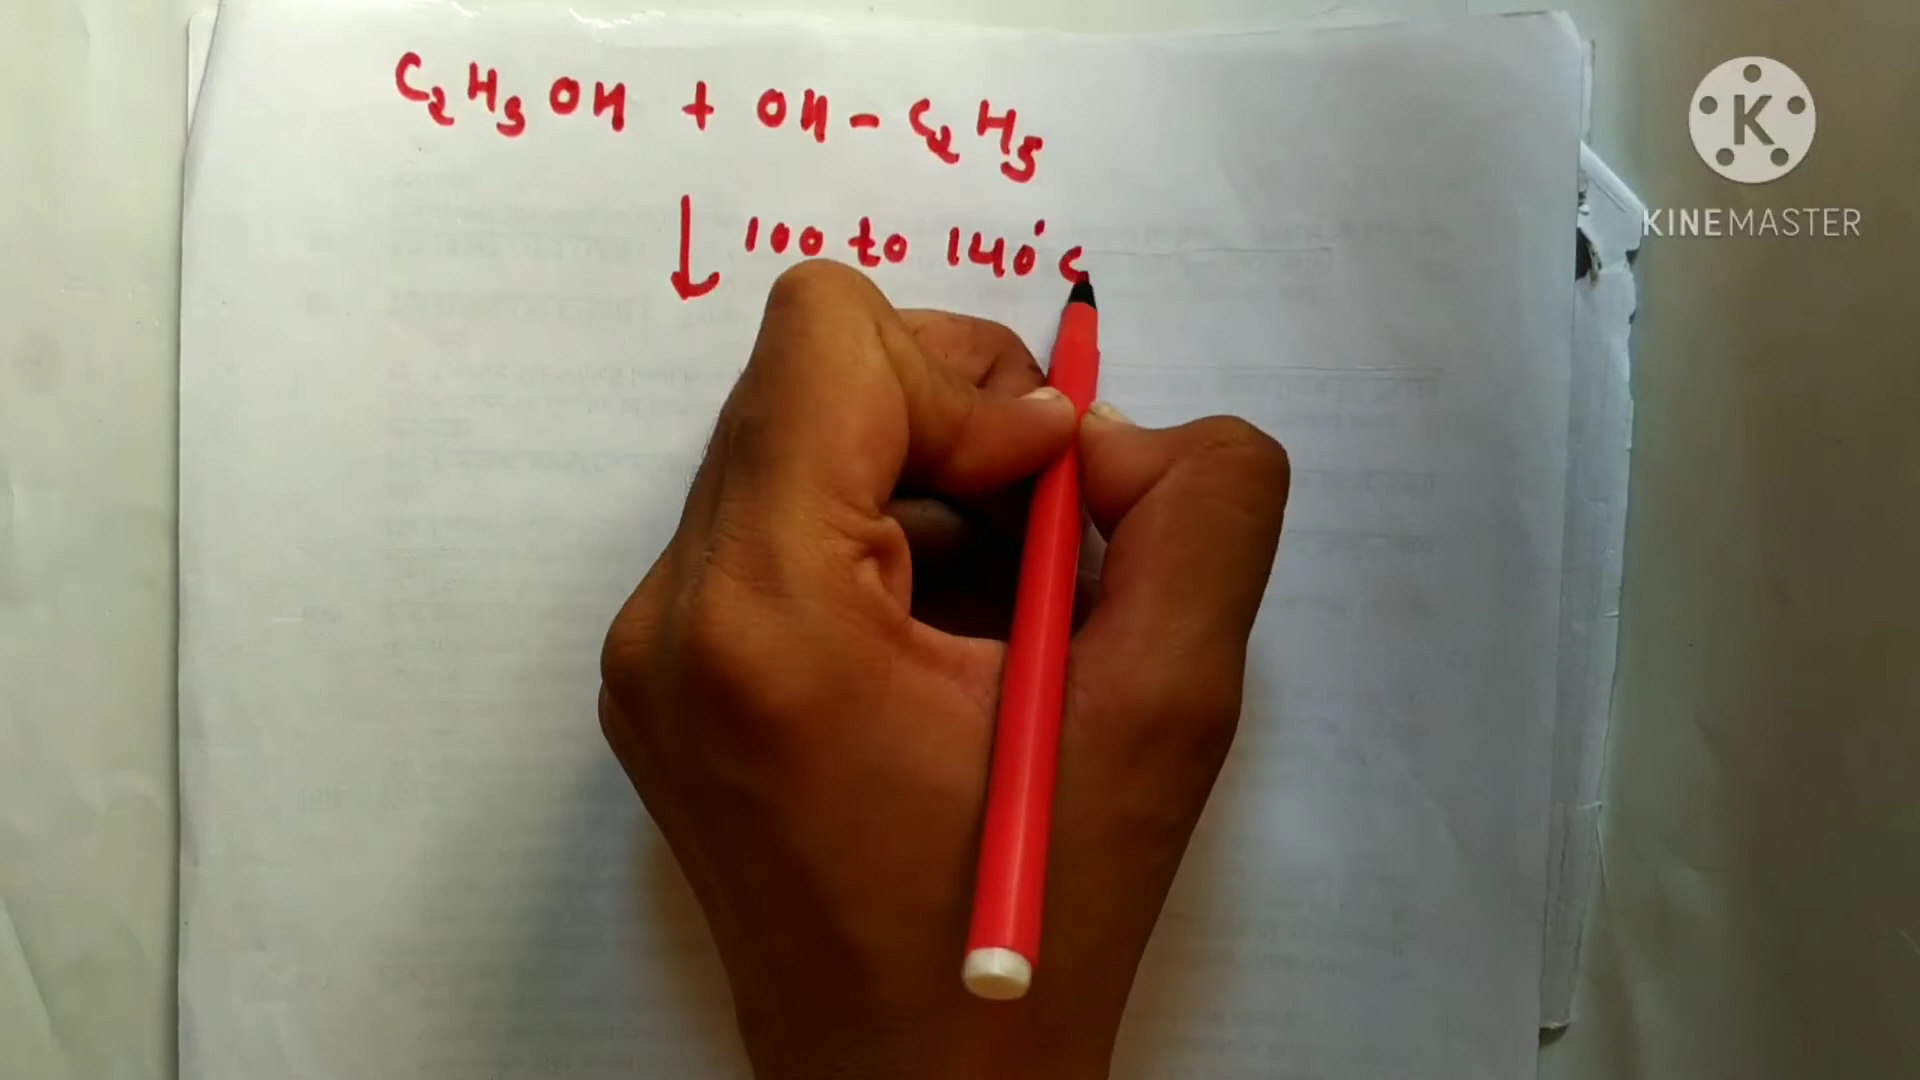 C₂H₅OH + OH - C₂H₅
↓ 100 to 140°C
K
KINEMASTER